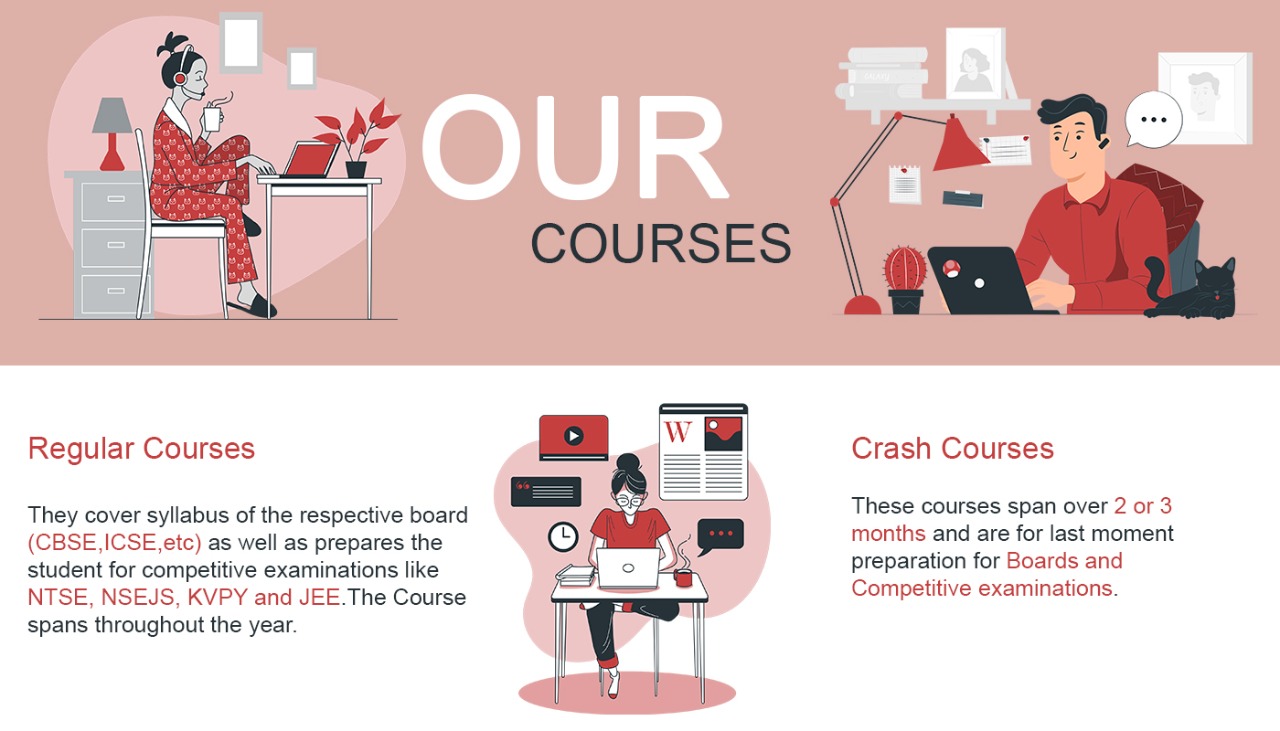 OUR
COURSES
W
Regular Courses
They cover syllabus of the respective board
(CBSE,ICSE,etc) as well as prepares the
student for competitive examinations like
NTSE, NSEJS, KVPY and JEE.The Course
spans throughout the year.
Crash Courses
These courses span over 2 or 3
months and are for last moment
preparation for Boards and
Competitive examinations.